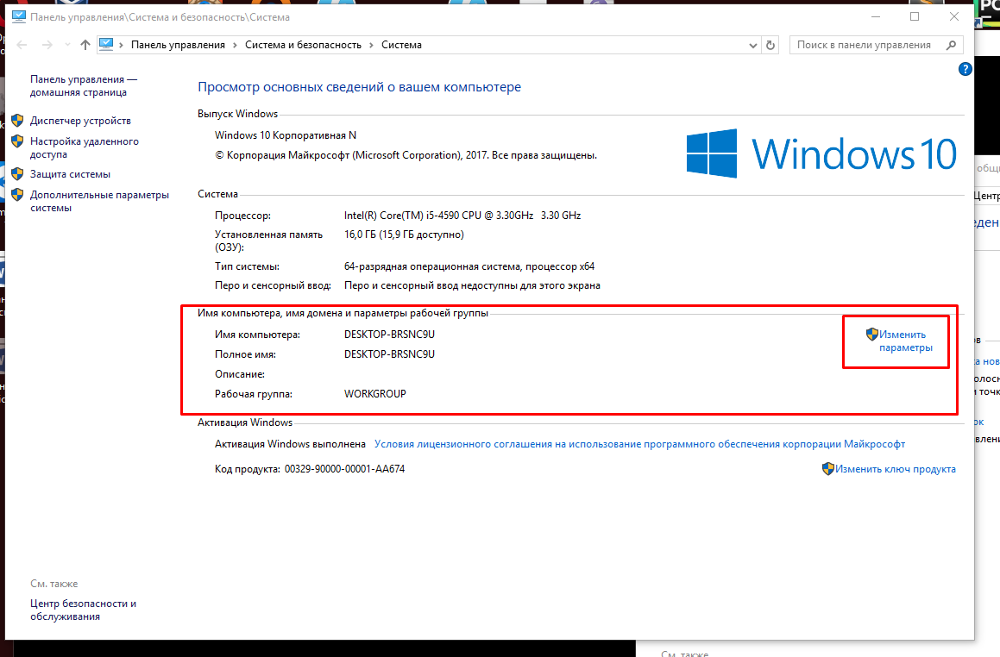 Панель управления\Система и безопасность\Система
Панель управления › Система и безопасность › Система
Поиск в панели управления
Панель управления —
домашняя страница
Диспетчер устройств
Настройка удаленного
доступа
Защита системы
Дополнительные параметры
системы
Просмотр основных сведений о вашем компьютере
Выпуск Windows
Windows 10 Корпоративная N
© Корпорация Майкрософт (Microsoft Corporation), 2017. Все права защищены.
Windows 10
Система
Процессор: Intel(R) Core(TM) i5-4590 CPU @ 3.30GHz 3.30 GHz
Установленная память
(ОЗУ): 16,0 ГБ (15,9 ГБ доступно)
Тип системы: 64-разрядная операционная система, процессор x64
Перо и сенсорный ввод: Перо и сенсорный ввод недоступны для этого экрана
Имя компьютера, имя домена и параметры рабочей группы
Имя компьютера: DESKTOP-BRSNC9U
Изменить
параметры
Полное имя: DESKTOP-BRSNC9U
Описание:
Рабочая группа: WORKGROUP
Активация Windows
Активация Windows выполнена Условия лицензионного соглашения на использование программного обеспечения корпорации Майкрософт
Код продукта: 00329-90000-00001-AA674
Изменить ключ продукта
См. также
Центр безопасности и
обслуживания
См. также